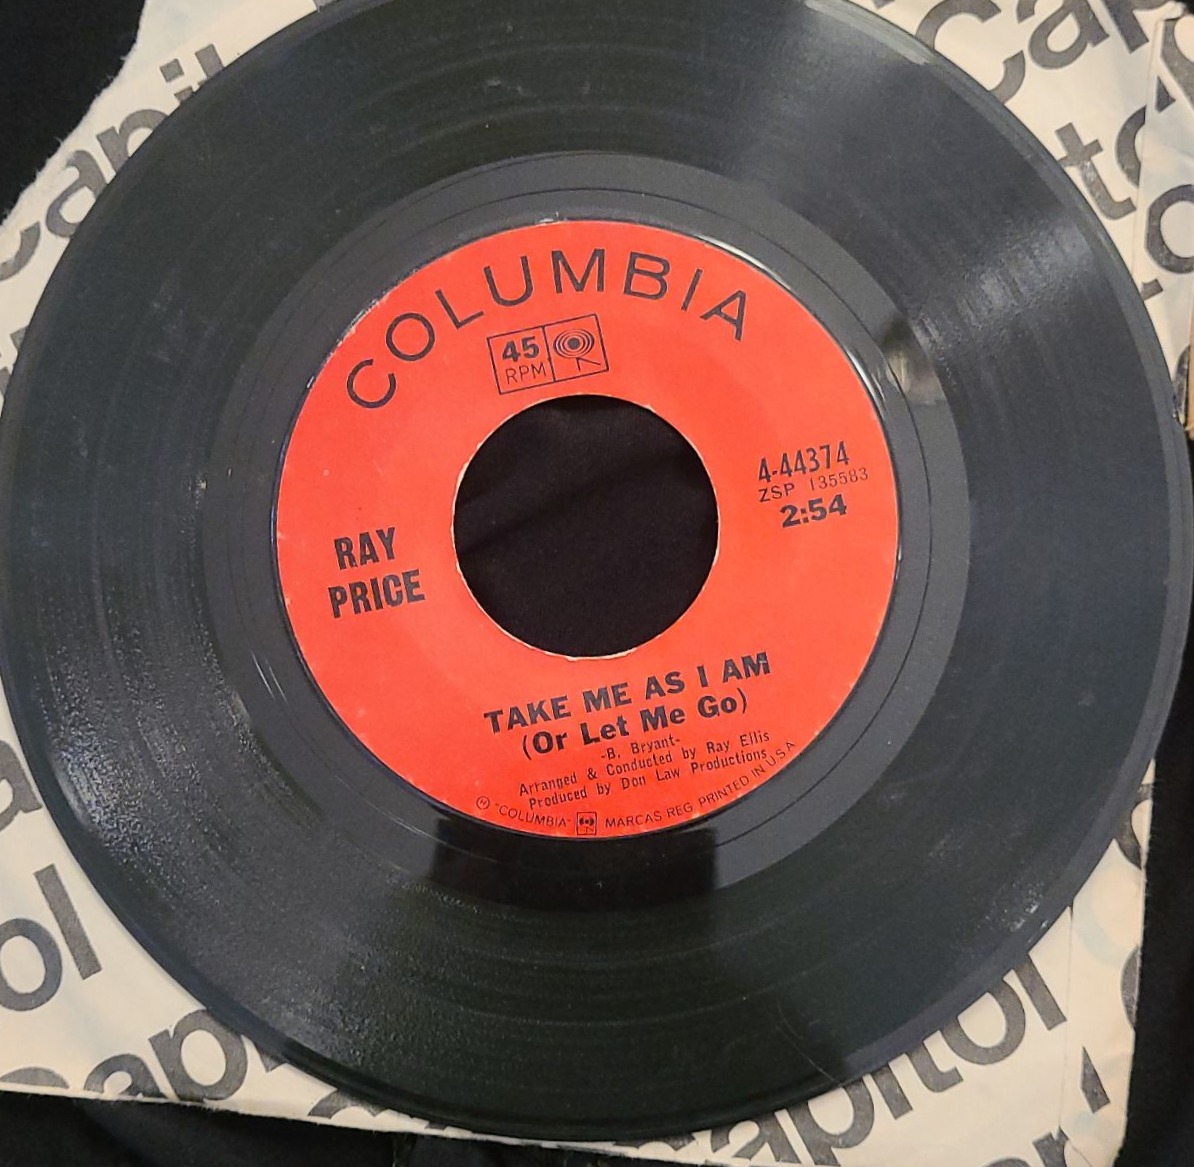 COLUMBIA
45
RPM
4-44374
ZSP 135583
2:54
RAY
PRICE
TAKE ME AS I AM
(Or Let Me Go)
-B. Bryant-
Arranged & Conducted by Ray Ellis
Produced by Don Law Productions
"COLUMBIA" MARCAS REG PRINTED IN U.S.A
Capitol
Capitol